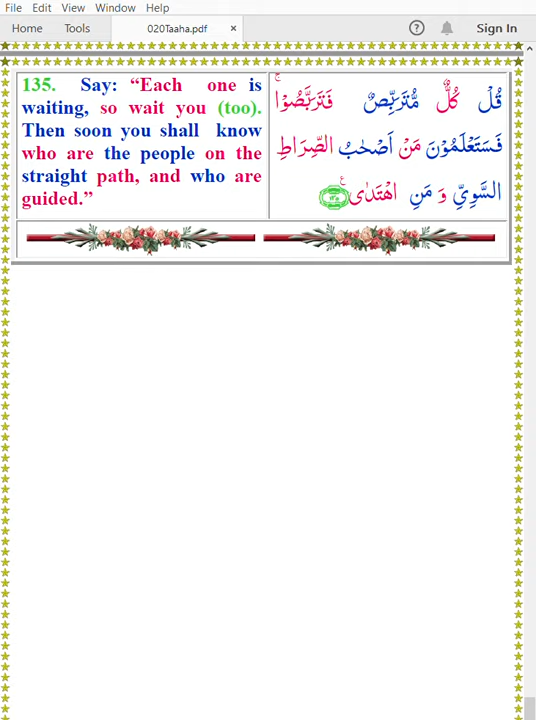 File Edit View Window Help
Home Tools 020Taaha.pdf × ? Sign In
135. Say: “Each one is
waiting, so wait you (too).
Then soon you shall know
who are the people on the
straight path, and who are
guided.”
قُلْ كُلٌّ مُّتَرَبِّصٌ فَتَرَبَّصُوْاۚ
فَسَتَعْلَمُوْنَ مَنْ اَصْحٰبُ الصِّرَاطِ
السَّوِيِّ وَ مَنِ اهْتَدٰى